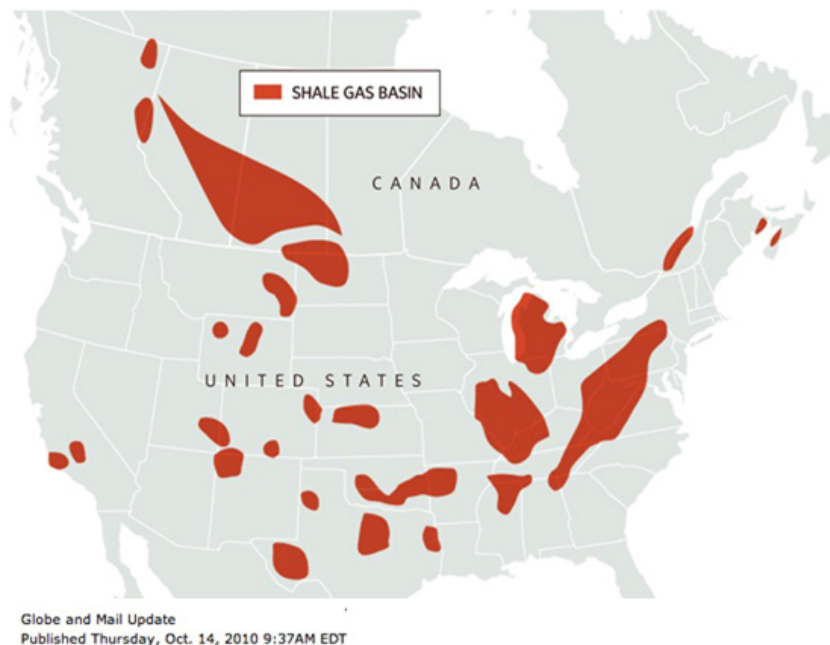 SHALE GAS BASIN
CANADA
UNITED STATES
Globe and Mail Update
Published Thursday, Oct. 14, 2010 9:37AM EDT